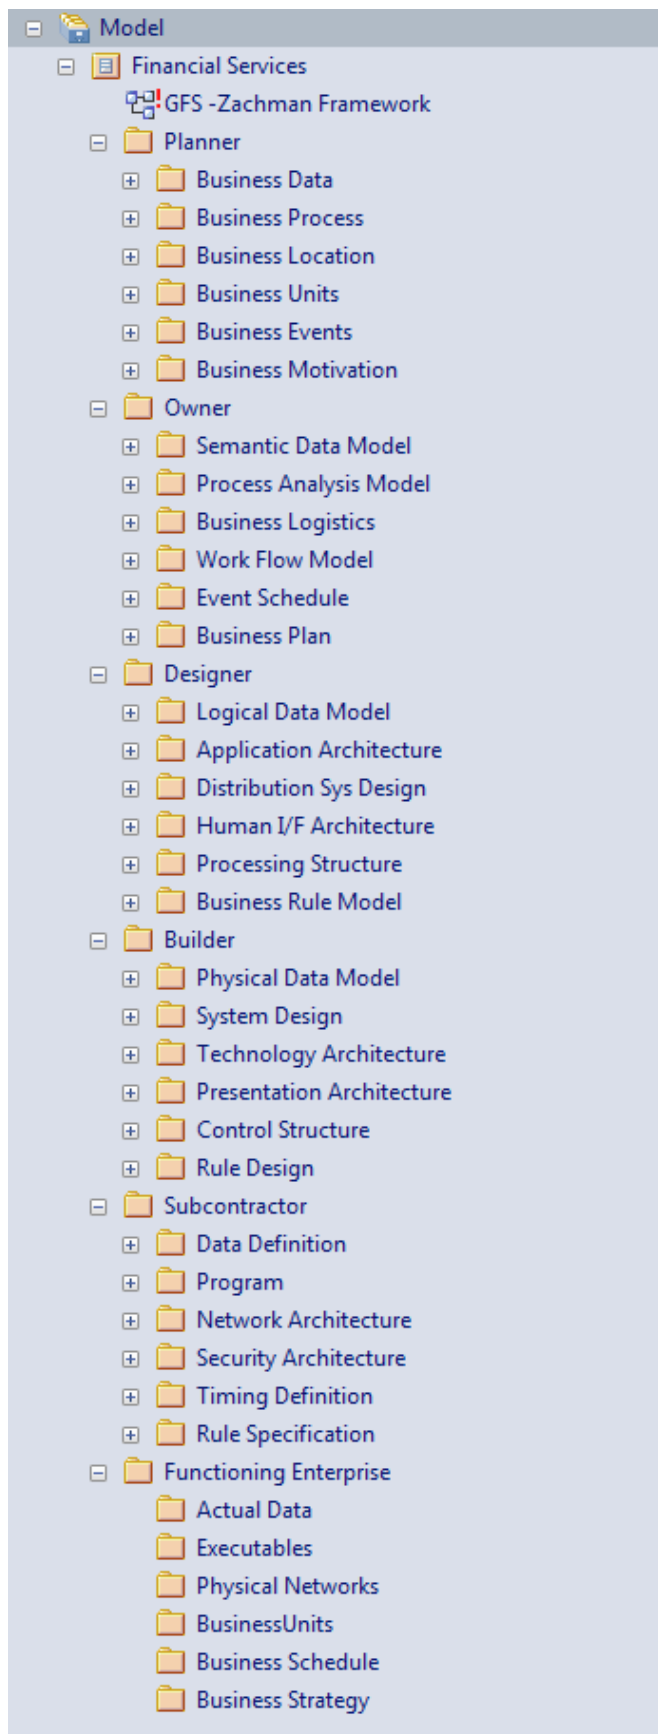 Model
Financial Services
GFS -Zachman Framework
Planner
Business Data
Business Process
Business Location
Business Units
Business Events
Business Motivation
Owner
Semantic Data Model
Process Analysis Model
Business Logistics
Work Flow Model
Event Schedule
Business Plan
Designer
Logical Data Model
Application Architecture
Distribution Sys Design
Human I/F Architecture
Processing Structure
Business Rule Model
Builder
Physical Data Model
System Design
Technology Architecture
Presentation Architecture
Control Structure
Rule Design
Subcontractor
Data Definition
Program
Network Architecture
Security Architecture
Timing Definition
Rule Specification
Functioning Enterprise
Actual Data
Executables
Physical Networks
BusinessUnits
Business Schedule
Business Strategy